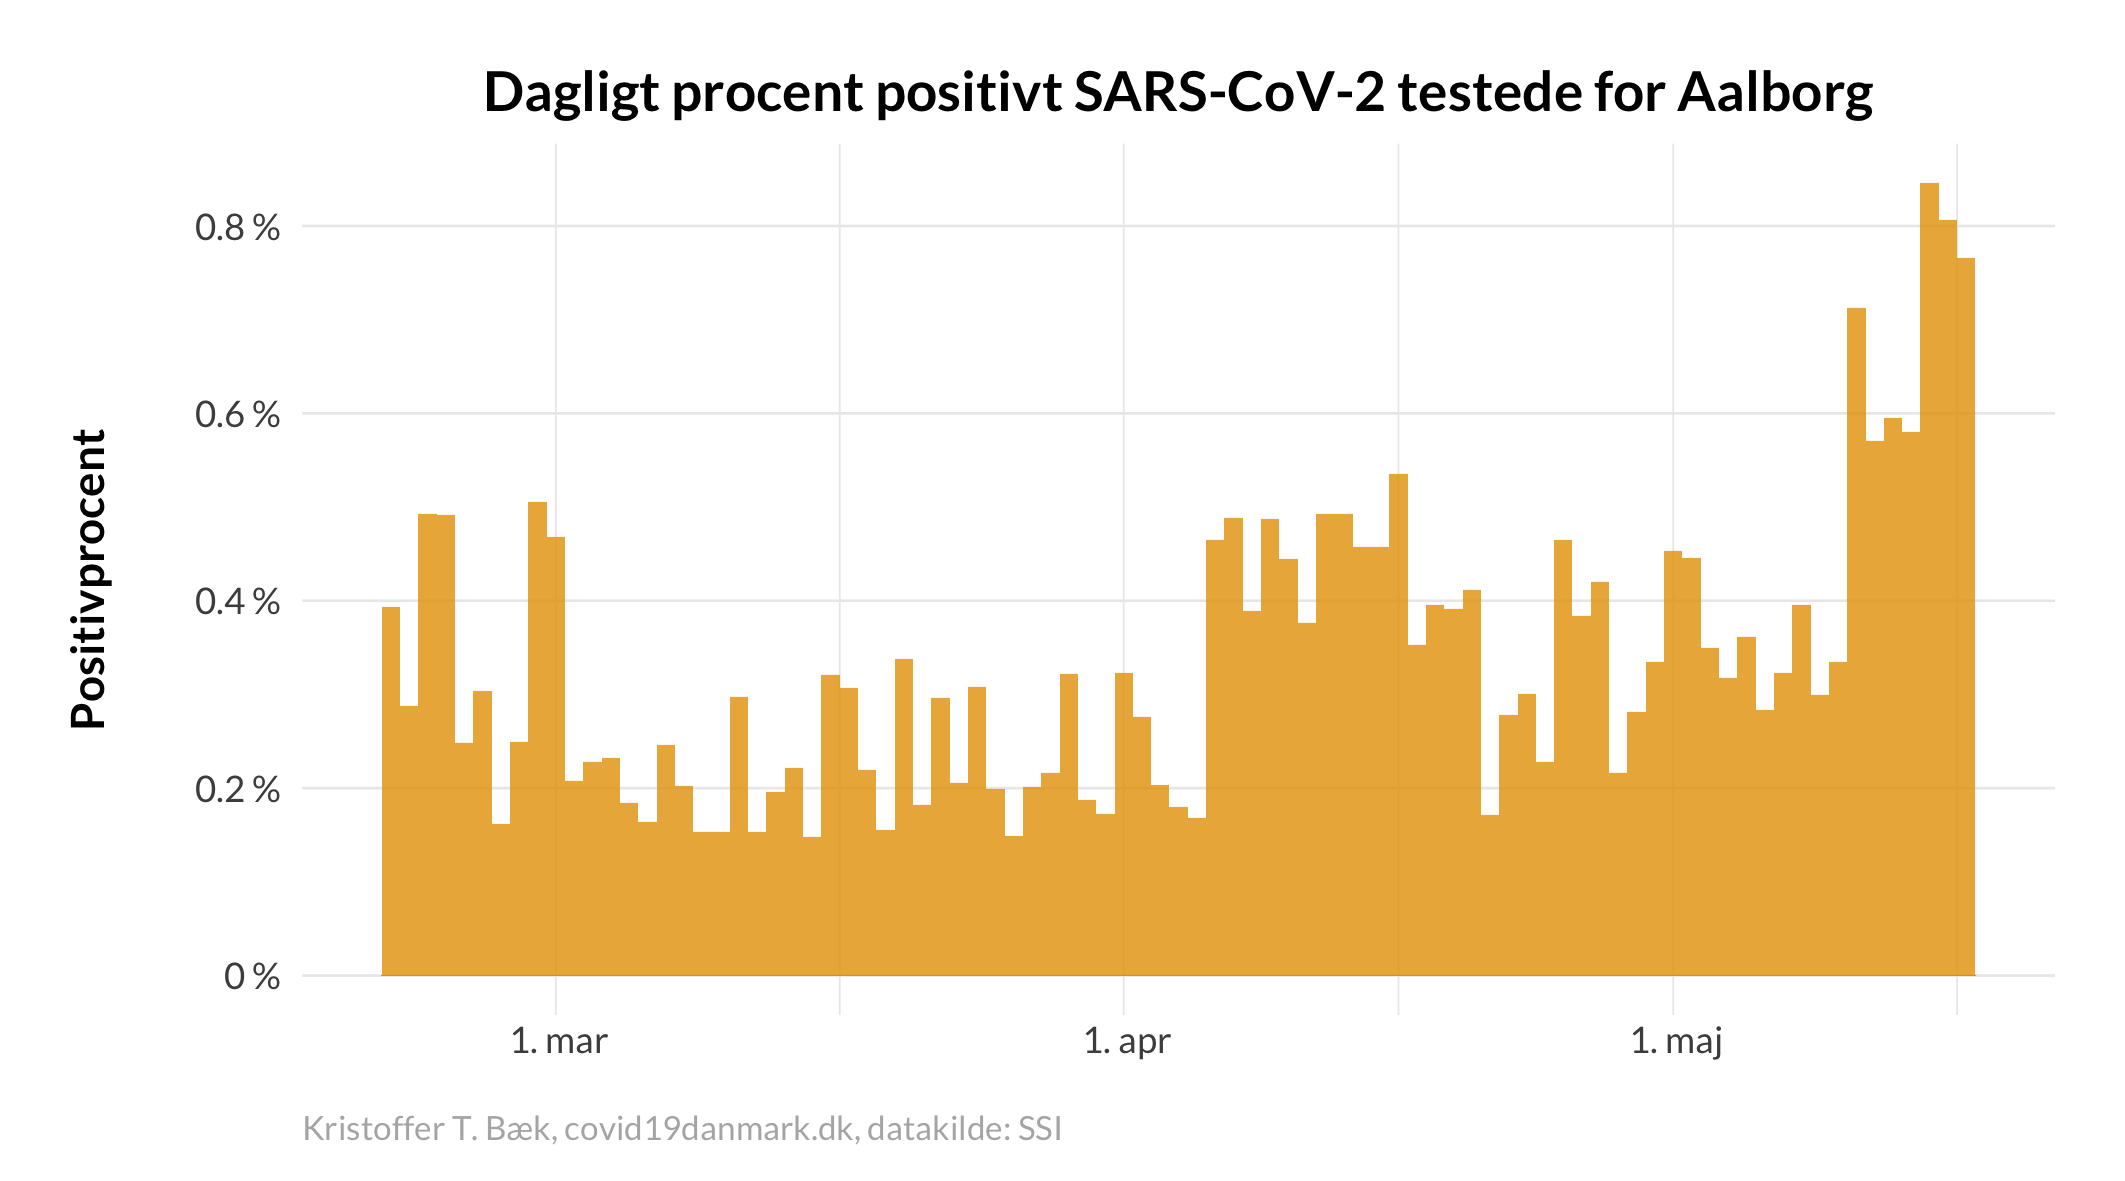 Dagligt procent positivt SARS-CoV-2 testede for Aalborg
Positivprocent
0.8 %
0.6 %
0.4 %
0.2 %
0 %
1. mar
1. apr
1. maj
Kristoffer T. Bæk, covid19danmark.dk, datakilde: SSI